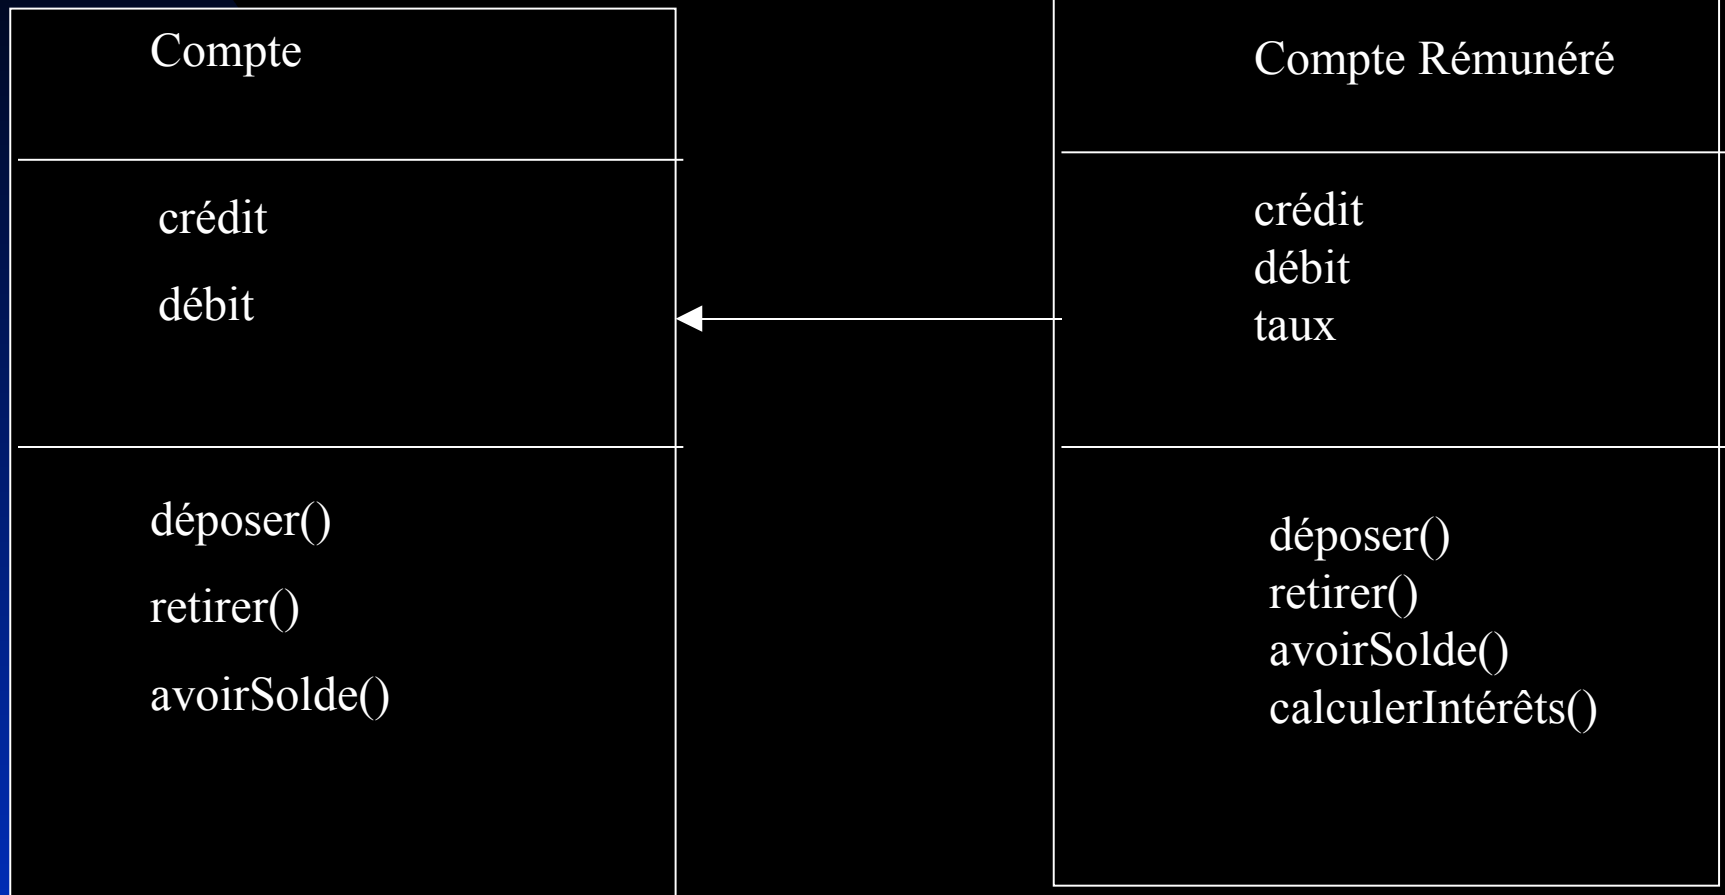 Compte
crédit
débit
déposer()
retirer()
avoirSolde()
Compte Rémunéré
crédit
débit
taux
déposer()
retirer()
avoirSolde()
calculerIntérêts()